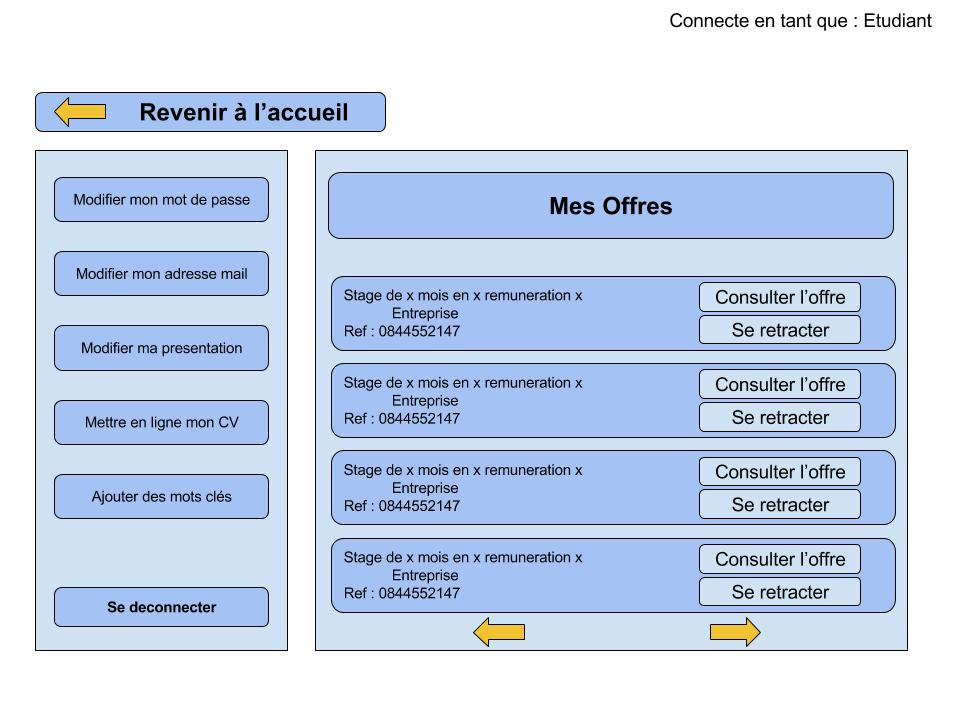 Connecte en tant que : Etudiant
Revenir à l’accueil
Modifier mon mot de passe
Modifier mon adresse mail
Modifier ma presentation
Mettre en ligne mon CV
Ajouter des mots clés
Se deconnecter
Mes Offres
Stage de x mois en x remuneration x
Entreprise
Ref : 0844552147
Consulter l’offre
Se retracter
Stage de x mois en x remuneration x
Entreprise
Ref : 0844552147
Consulter l’offre
Se retracter
Stage de x mois en x remuneration x
Entreprise
Ref : 0844552147
Consulter l’offre
Se retracter
Stage de x mois en x remuneration x
Entreprise
Ref : 0844552147
Consulter l’offre
Se retracter